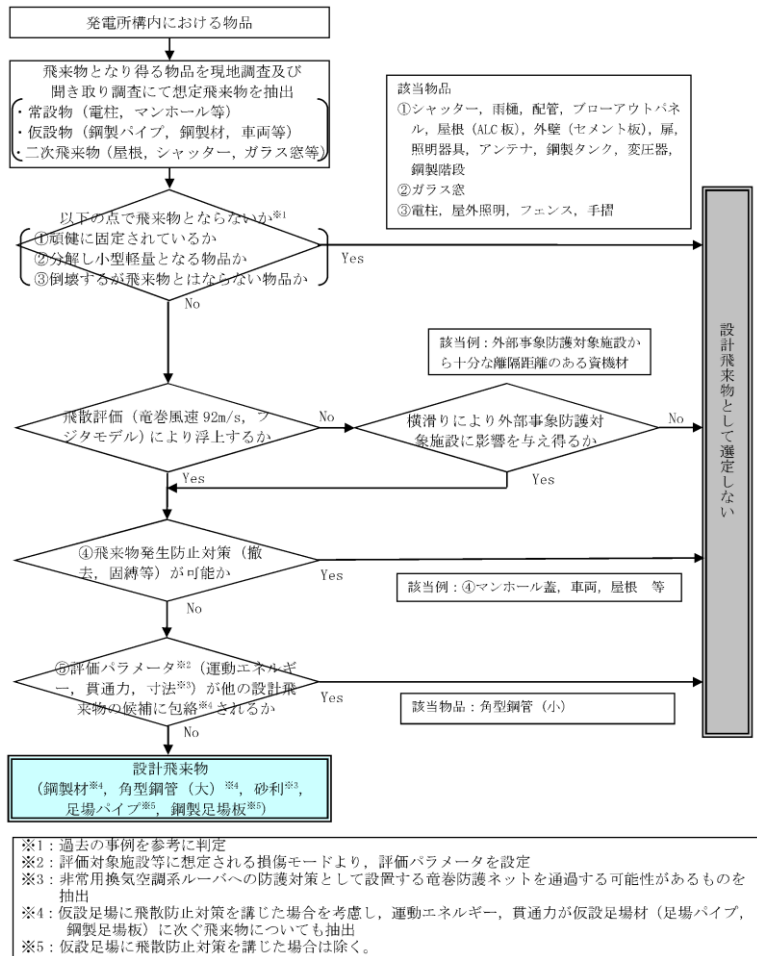 発電所構内における物品
飛来物となり得る物品を現地調査及び
聞き取り調査にて想定飛来物を抽出
・常設物（電柱，マンホール等）
・仮設物（鋼製パイプ，鋼製材，車両等）
・二次飛来物（屋根，シャッター，ガラス窓等）
該当物品
①シャッター，雨樋，配管，ブローアウトパネ
ル，屋根（ALC 板），外壁（セメント板），扉，
照明器具，アンテナ，鋼製タンク，変圧器，
鋼製階段
②ガラス窓
③電柱，屋外照明，フェンス，手摺
以下の点で飛来物とならないか※1
①頑健に固定されているか
②分解し小型軽量となる物品か
③倒壊するが飛来物とはならない物品か
Yes
No
設計飛来物として選定しない
該当例：外部事象防護対象施設か
ら十分な離隔距離のある資機材
飛散評価（竜巻風速 92m/s，フ
ジタモデル）により浮上するか
No
横滑りにより外部事象防護対
象施設に影響を与え得るか
No
Yes
Yes
④飛来物発生防止対策（撤
去，固縛等）が可能か
Yes
該当例：④マンホール蓋，車両，屋根　等
No
⑤評価パラメータ※2（運動エネルギ
ー，貫通力，寸法※3）が他の設計飛
来物の候補に包絡※4されるか
Yes
該当物品：角型鋼管（小）
No
設計飛来物
（鋼製材※4，角型鋼管（大）※4，砂利※3，
足場パイプ※5，鋼製足場板※5）
※1：過去の事例を参考に判定
※2：評価対象施設等に想定される損傷モードより，評価パラメータを設定
※3：非常用換気空調系ルーバへの防護対策として設置する竜巻防護ネットを通過する可能性があるものを
抽出
※4：仮設足場に飛散防止対策を講じた場合を考慮し，運動エネルギー，貫通力が仮設足場材（足場パイプ，
鋼製足場板）に次ぐ飛来物についても抽出
※5：仮設足場に飛散防止対策を講じた場合は除く。